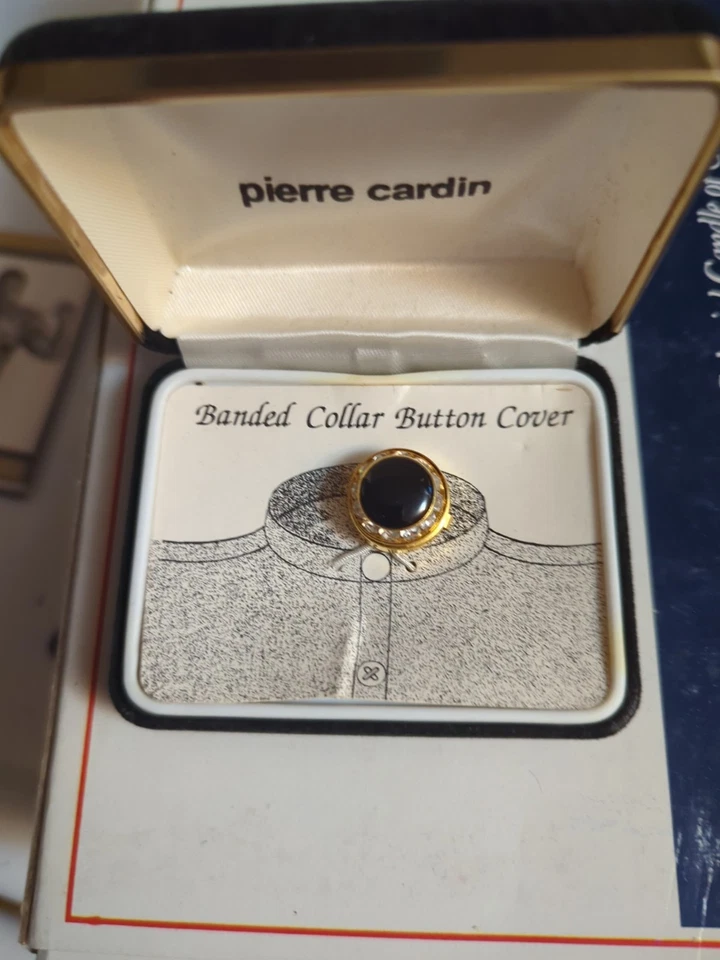 pierre cardin
Banded Collar Button Cover